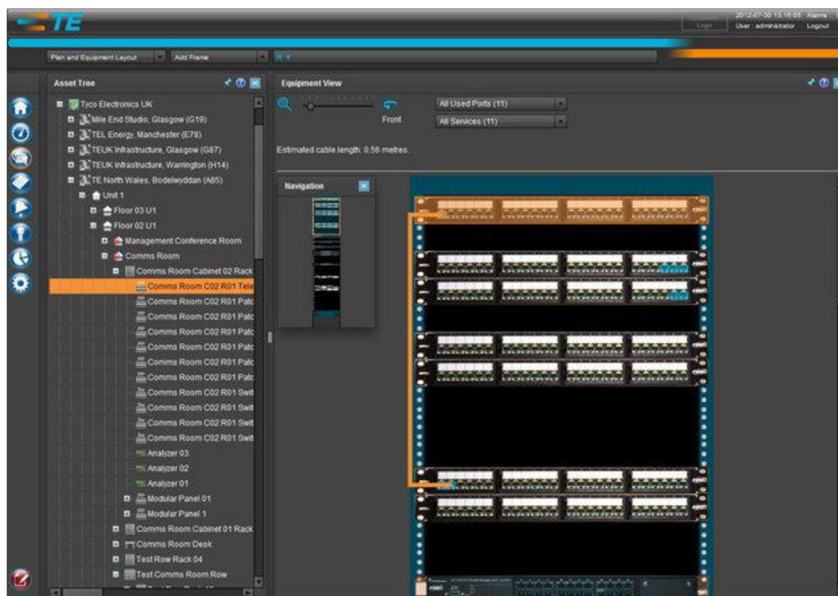 TE
2012-07-30 13:16:05 Alarms
User : administrator Logout
Plan and Equipment Layout
Add Frame
Asset Tree
Equipment View
Tyco Electronics UK
Mile End Studio, Glasgow (G19)
TEL Energy, Manchester (E78)
TEUK Infrastructure, Glasgow (G87)
TEUK Infrastructure, Warrington (H14)
TE North Wales, Bodelwyddan (A65)
Unit 1
Floor 03 U1
Floor 02 U1
Management Conference Room
Comms Room
Comms Room Cabinet 02 Rack
Comms Room C02 R01 Tele
Comms Room C02 R01 Patc
Comms Room C02 R01 Patc
Comms Room C02 R01 Patc
Comms Room C02 R01 Patc
Comms Room C02 R01 Patc
Comms Room C02 R01 Patc
Comms Room C02 R01 Swit
Comms Room C02 R01 Swit
Comms Room C02 R01 Swit
Comms Room C02 R01 Swit
Analyzer 03
Analyzer 02
Analyzer 01
Modular Panel 01
Modular Panel 1
Comms Room Cabinet 01 Rack
Comms Room Desk
Test Row Rack 04
Test Comms Room Row
Front
All Used Ports (11)
All Services (11)
Estimated cable length: 0.56 metres.
Navigation